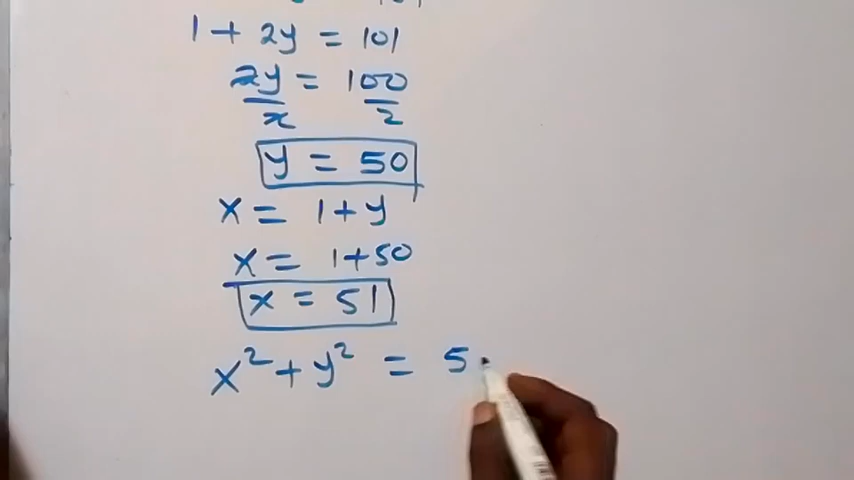 1 + 2y = 101
2y = 100
x 2
y = 50
x = 1 + y
x = 1 + 50
x = 51
x² + y² = 5